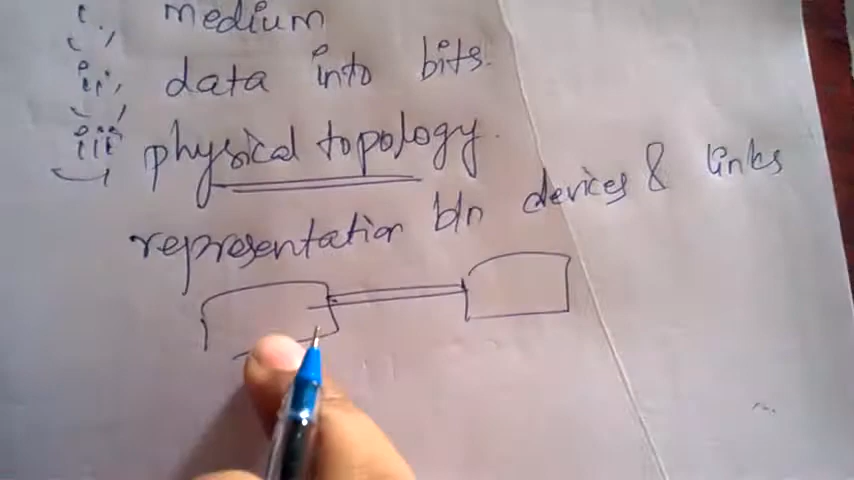 i, medium
ii, data into bits.
iii, physical topology.
representation b/n devices & links